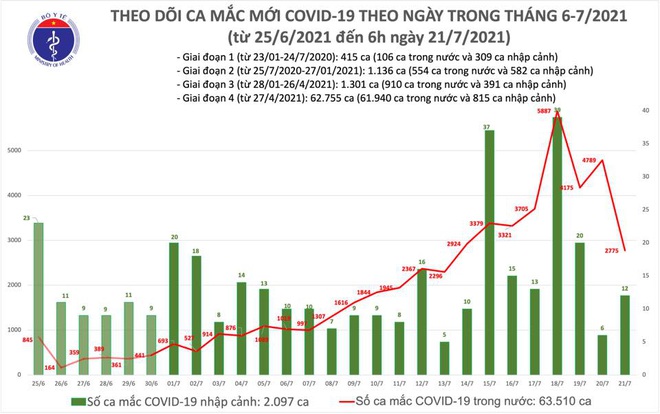 BỘ Y TẾ
MINISTRY OF HEALTH
THEO DÕI CA MẮC MỚI COVID-19 THEO NGÀY TRONG THÁNG 6-7/2021
(từ 25/6/2021 đến 6h ngày 21/7/2021)
- Giai đoạn 1 (từ 23/01-24/7/2020): 415 ca (106 ca trong nước và 309 ca nhập cảnh)
- Giai đoạn 2 (từ 25/7/2020-27/01/2021): 1.136 ca (554 ca trong nước và 582 ca nhập cảnh)
- Giai đoạn 3 (từ 28/01-26/4/2021): 1.301 ca (910 ca trong nước và 391 ca nhập cảnh)
- Giai đoạn 4 (từ 27/4/2021): 62.755 ca (61.940 ca trong nước và 815 ca nhập cảnh)
5000 4000 3000 2000 1000 0
40 35 30 25 20 15 10 5 0
23 11 9 9 11 9 20 18 8 14 13 10 10 7 9 9 8 16 5 10 37 15 13 39 20 6 12
845 164 359 389 361 441 693 527 914 876 1307 1616 1844 1945 2367 2296 2924 3379 3321 3705 5887 4175 4789 2775
25/6 26/6 27/6 28/6 29/6 30/6 01/7 02/7 03/7 04/7 05/7 06/7 07/7 08/7 09/7 10/7 11/7 12/7 13/7 14/7 15/7 16/7 17/7 18/7 19/7 20/7 21/7
Số ca mắc COVID-19 nhập cảnh: 2.097 ca
Số ca mắc COVID-19 trong nước: 63.510 ca